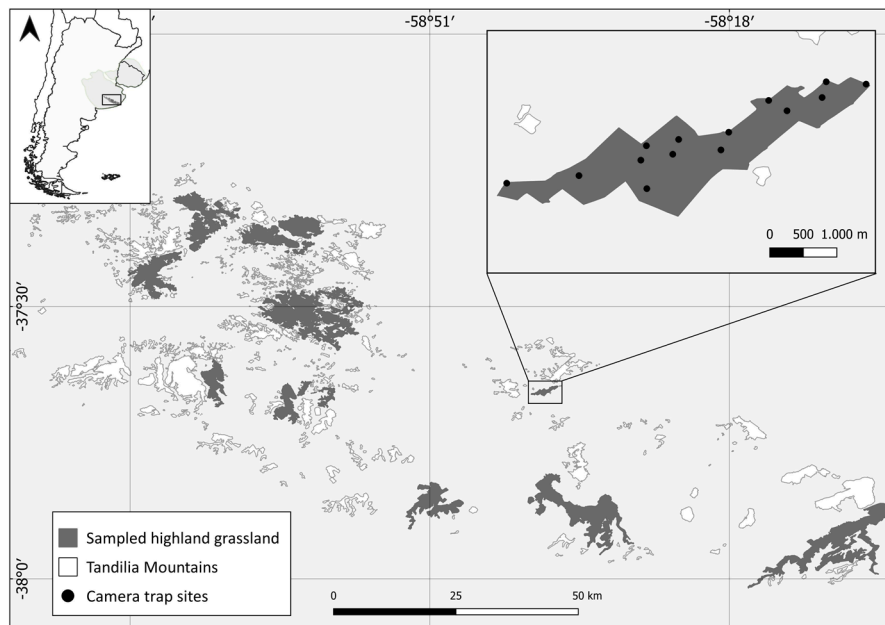 -58°51′
-58°18′
-37°30′
-38°0′
0 500 1.000 m
Sampled highland grassland
Tandilia Mountains
Camera trap sites
0 25 50 km